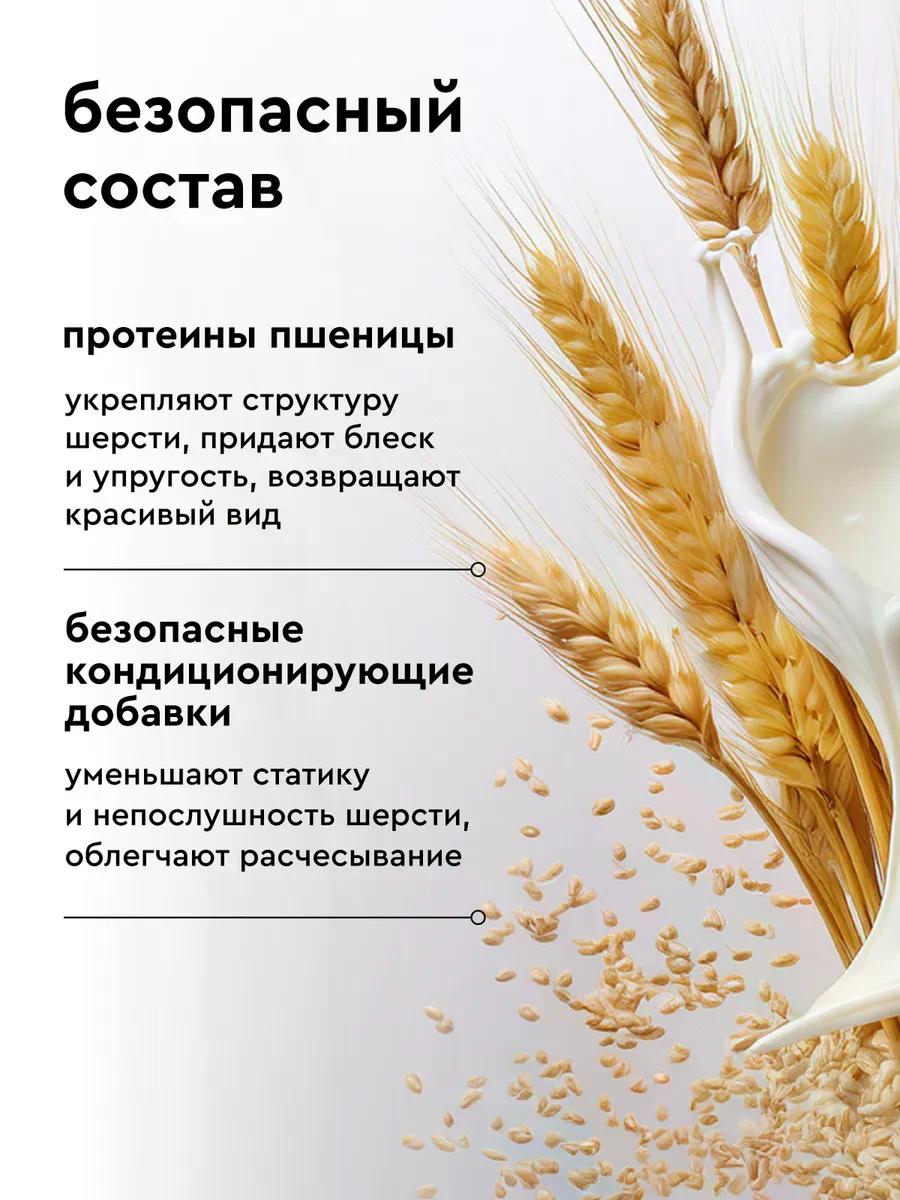 безопасный
состав
протеины пшеницы
укрепляют структуру
шерсти, придают блеск
и упругость, возвращают
красивый вид
безопасные
кондиционирующие
добавки
уменьшают статику
и непослушность шерсти,
облегчают расчесывание